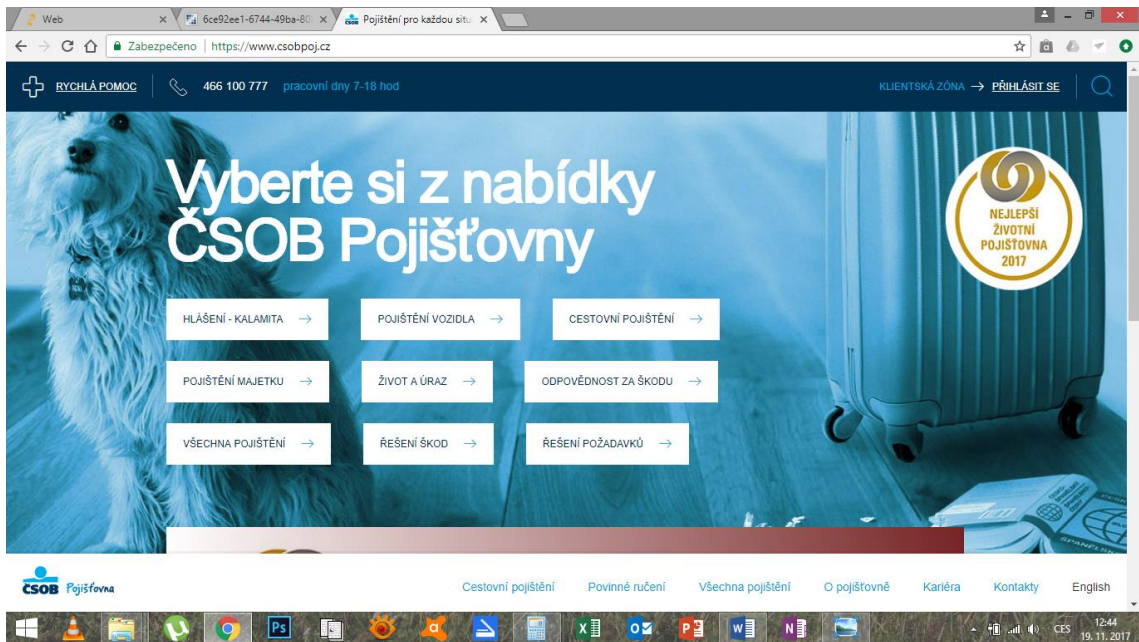 Web
6ce92ee1-6744-49ba-80
Pojištění pro každou situ
Zabezpečeno
https://www.csobpoj.cz
RYCHLÁ POMOC
466 100 777
pracovní dny 7-18 hod
KLIENTSKÁ ZÓNA → PŘIHLÁSIT SE
Vyberte si z nabídky
ČSOB Pojišťovny
NEJLEPŠÍ
ŽIVOTNÍ
POJIŠŤOVNA
2017
HLÁŠENÍ - KALAMITA →
POJIŠTĚNÍ VOZIDLA →
CESTOVNÍ POJIŠTĚNÍ →
POJIŠTĚNÍ MAJETKU →
ŽIVOT A ÚRAZ →
ODPOVĚDNOST ZA ŠKODU →
VŠECHNA POJIŠTĚNÍ →
ŘEŠENÍ ŠKOD →
ŘEŠENÍ POŽADAVKŮ →
ČSOB Pojišťovna
Cestovní pojištění
Povinné ručení
Všechna pojištění
O pojišťovně
Kariéra
Kontakty
English
Ps
CES
12:44
19. 11. 2017